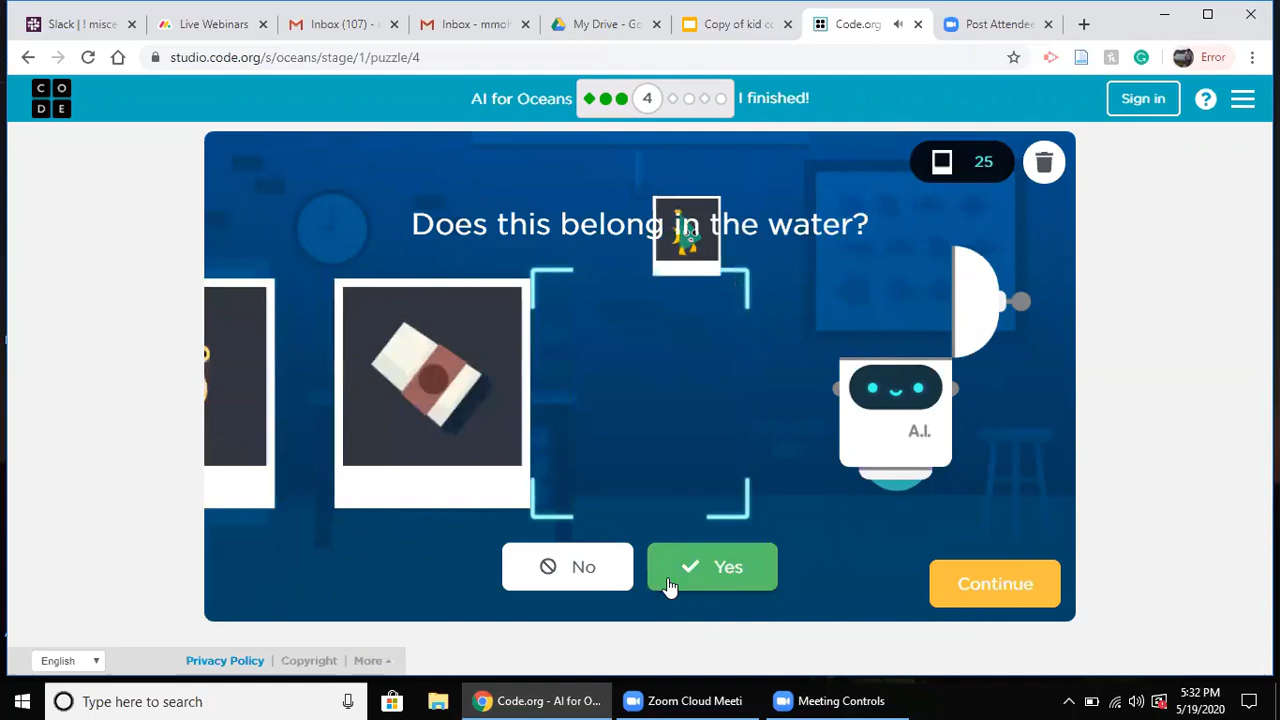 Slack | ! misce
Live Webinars
Inbox (107) - 
Inbox - mmoh
My Drive - Go
Copy of kid co
Code.org
Post Attende
studio.code.org/s/oceans/stage/1/puzzle/4
Error
C O
D E
AI for Oceans
4
I finished!
Sign in
?
25
Does this belong in the water?
A.I.
No
Yes
Continue
English
Privacy Policy | Copyright | More
Type here to search
Code.org - AI for O...
Zoom Cloud Meeti
Meeting Controls
5:32 PM
5/19/2020